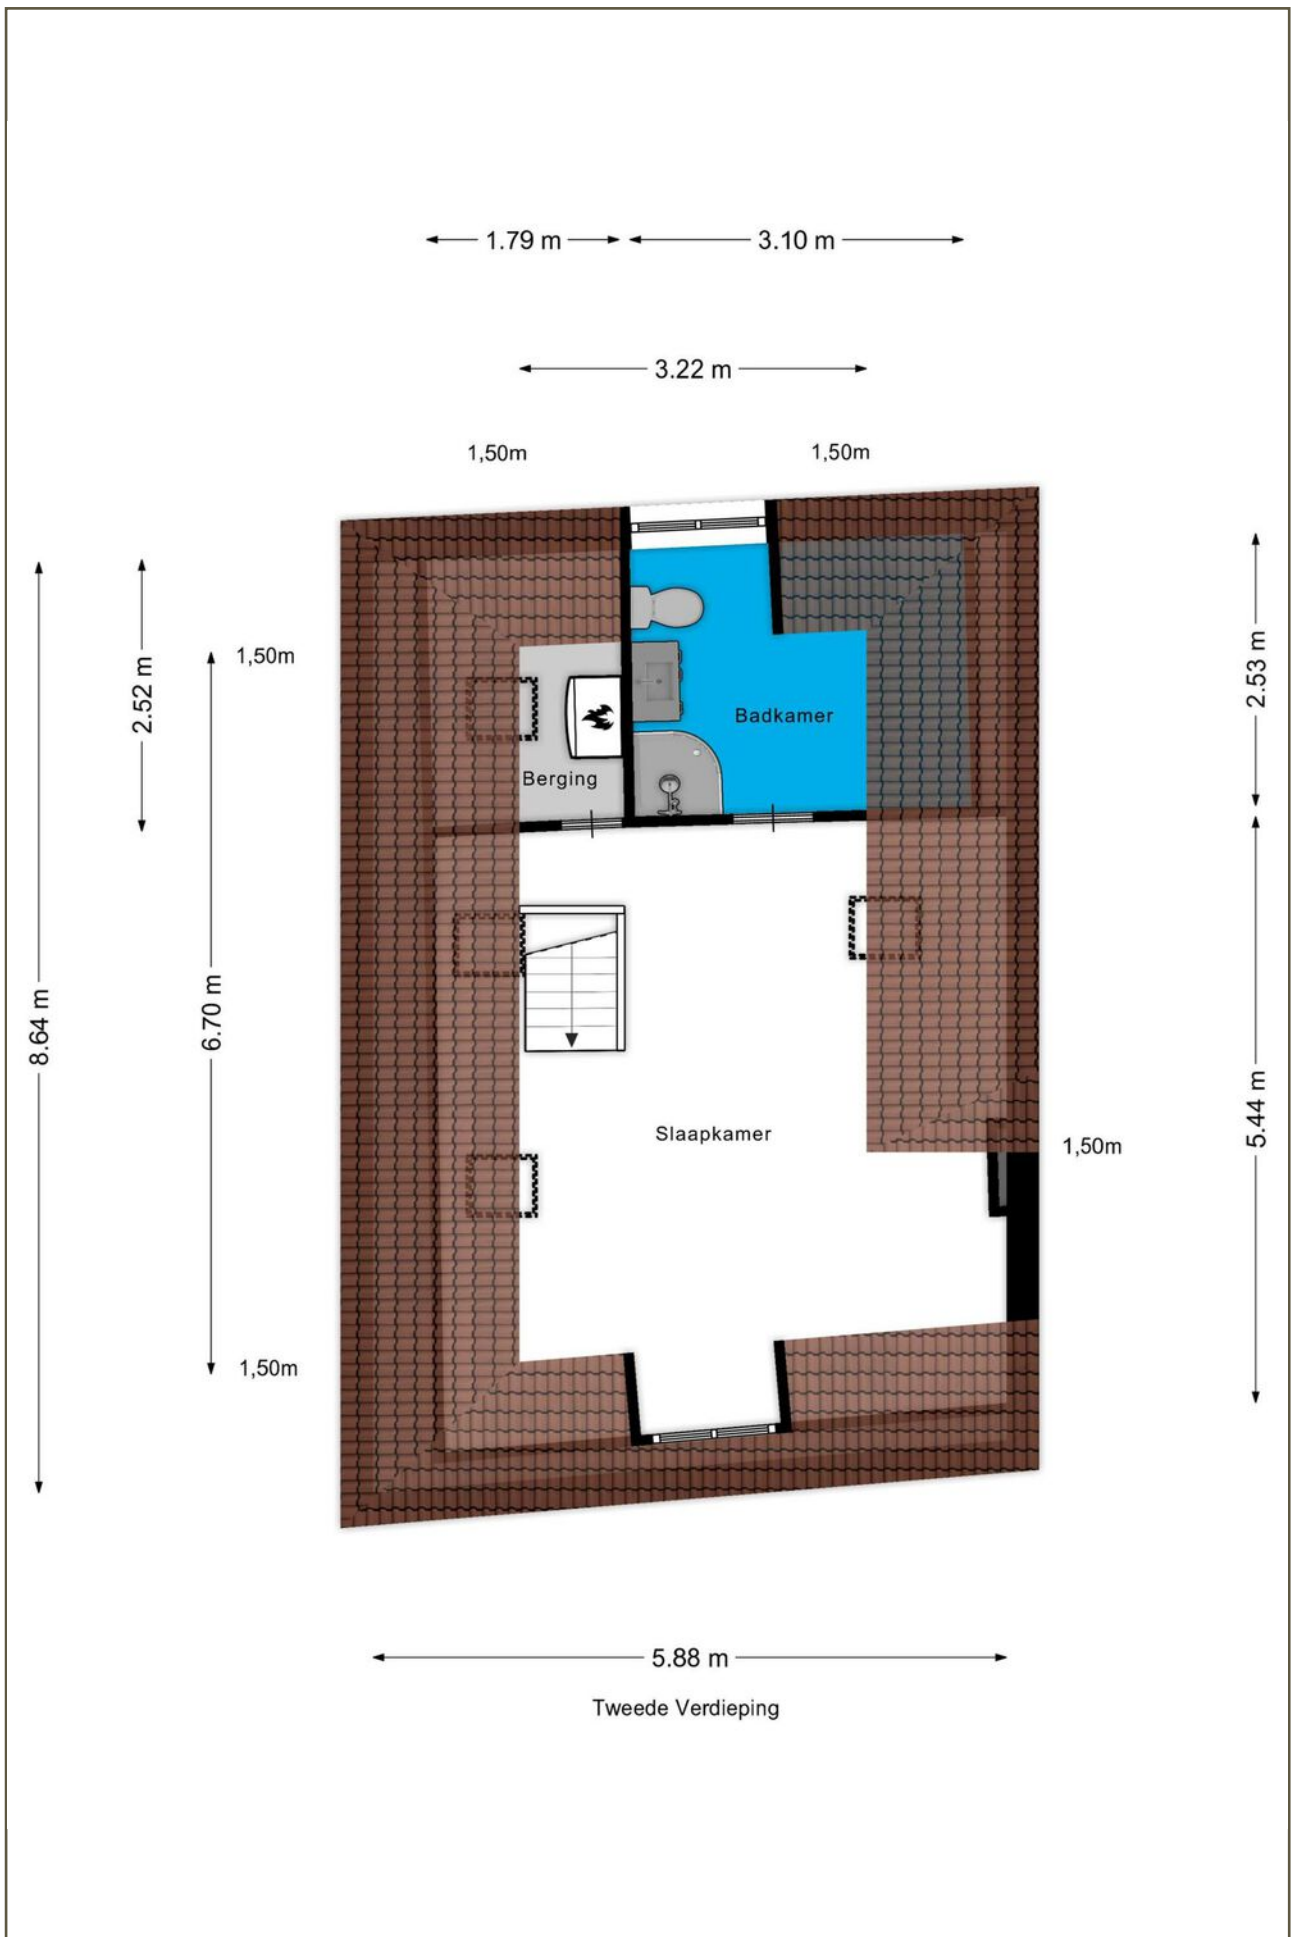 1.79 m
3.10 m
3.22 m
1,50m
1,50m
2.52 m
1,50m
2.53 m
Badkamer
Berging
8.64 m
6.70 m
5.44 m
Slaapkamer
1,50m
1,50m
5.88 m
Tweede Verdieping